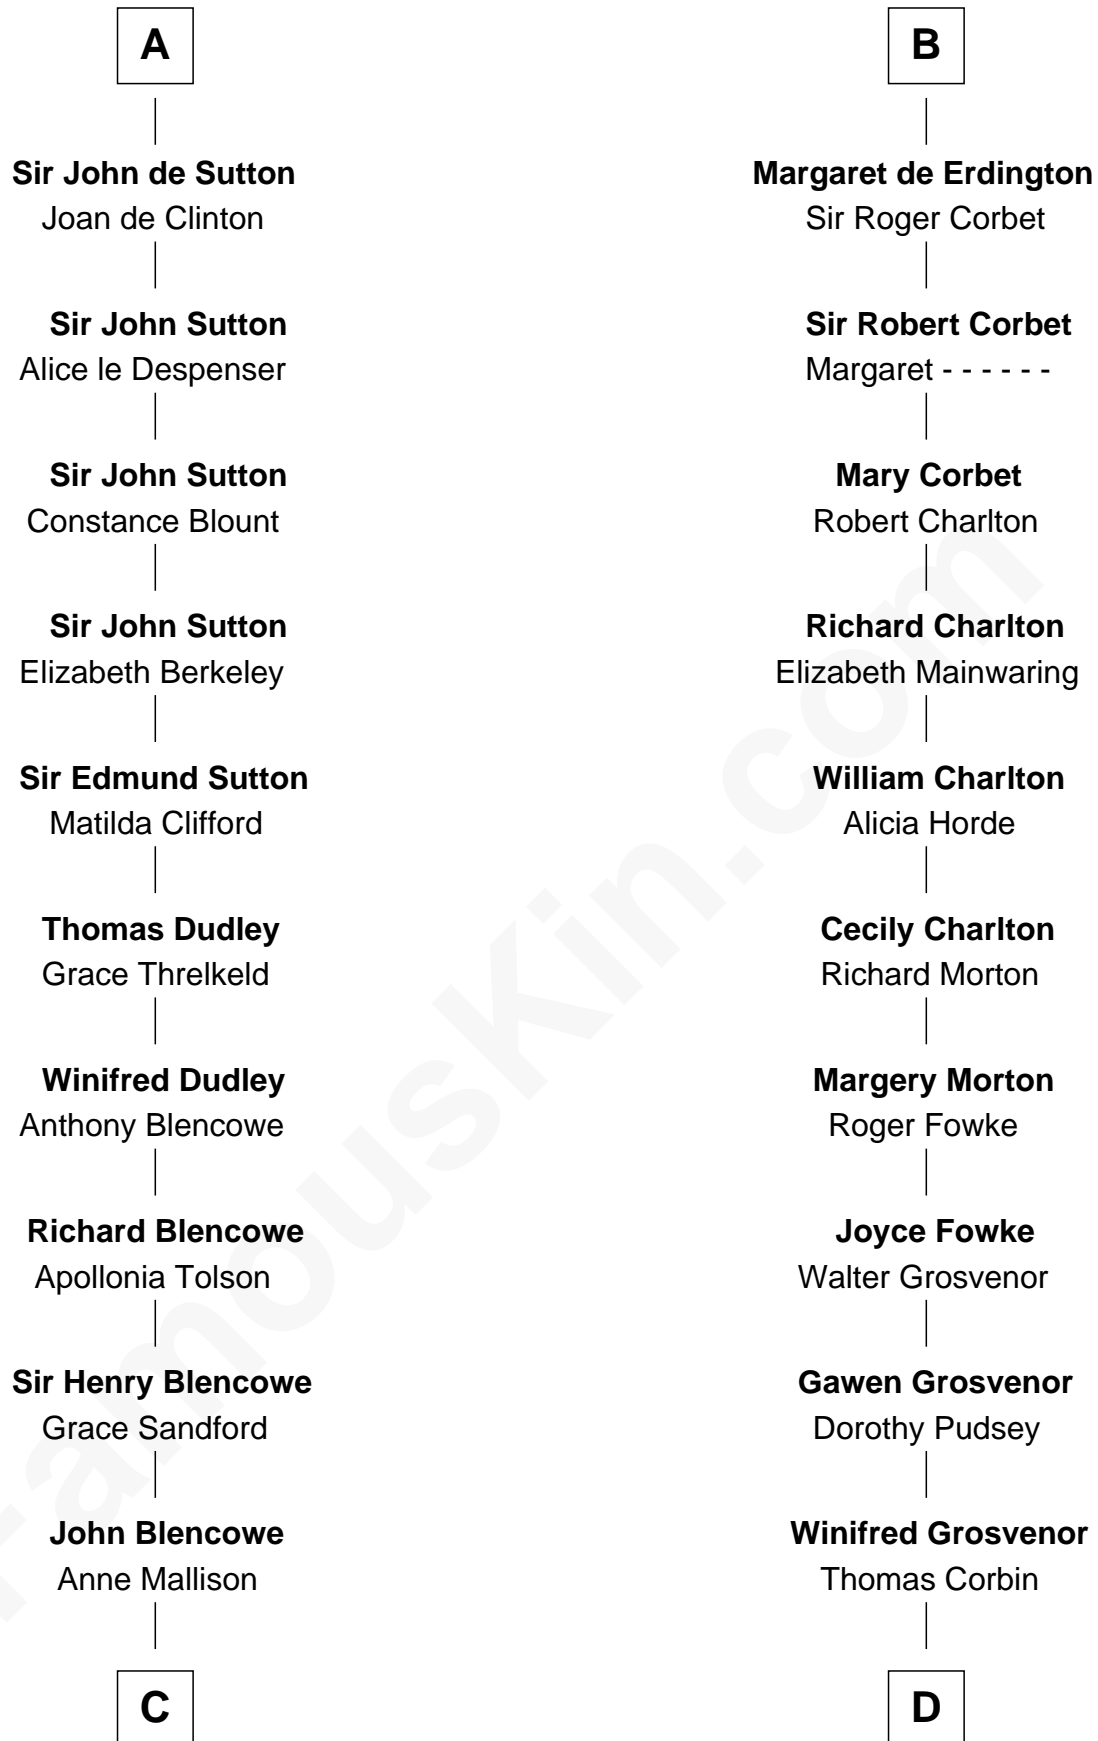 A
Sir John de Sutton
Joan de Clinton
Sir John Sutton
Alice le Despenser
Sir John Sutton
Constance Blount
Sir John Sutton
Elizabeth Berkeley
Sir Edmund Sutton
Matilda Clifford
Thomas Dudley
Grace Threlkeld
Winifred Dudley
Anthony Blencowe
Richard Blencowe
Apollonia Tolson
Sir Henry Blencowe
Grace Sandford
John Blencowe
Anne Mallison
C
B
Margaret de Erdington
Sir Roger Corbet
Sir Robert Corbet
Margaret - - - - - -
Mary Corbet
Robert Charlton
Richard Charlton
Elizabeth Mainwaring
William Charlton
Alicia Horde
Cecily Charlton
Richard Morton
Margery Morton
Roger Fowke
Joyce Fowke
Walter Grosvenor
Gawen Grosvenor
Dorothy Pudsey
Winifred Grosvenor
Thomas Corbin
D
FamousKin.com